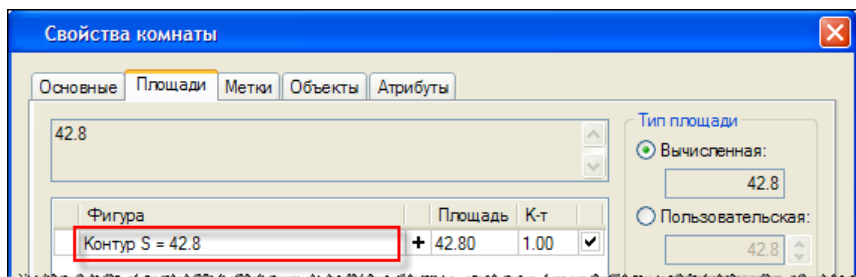 Свойства комнаты
Основные Площади Метки Объекты Атрибуты
42.8
Тип площади
Вычисленная:
42.8
Фигура Площадь К-т
Пользовательская:
Контур S = 42.8 + 42.80 1.00
42.8